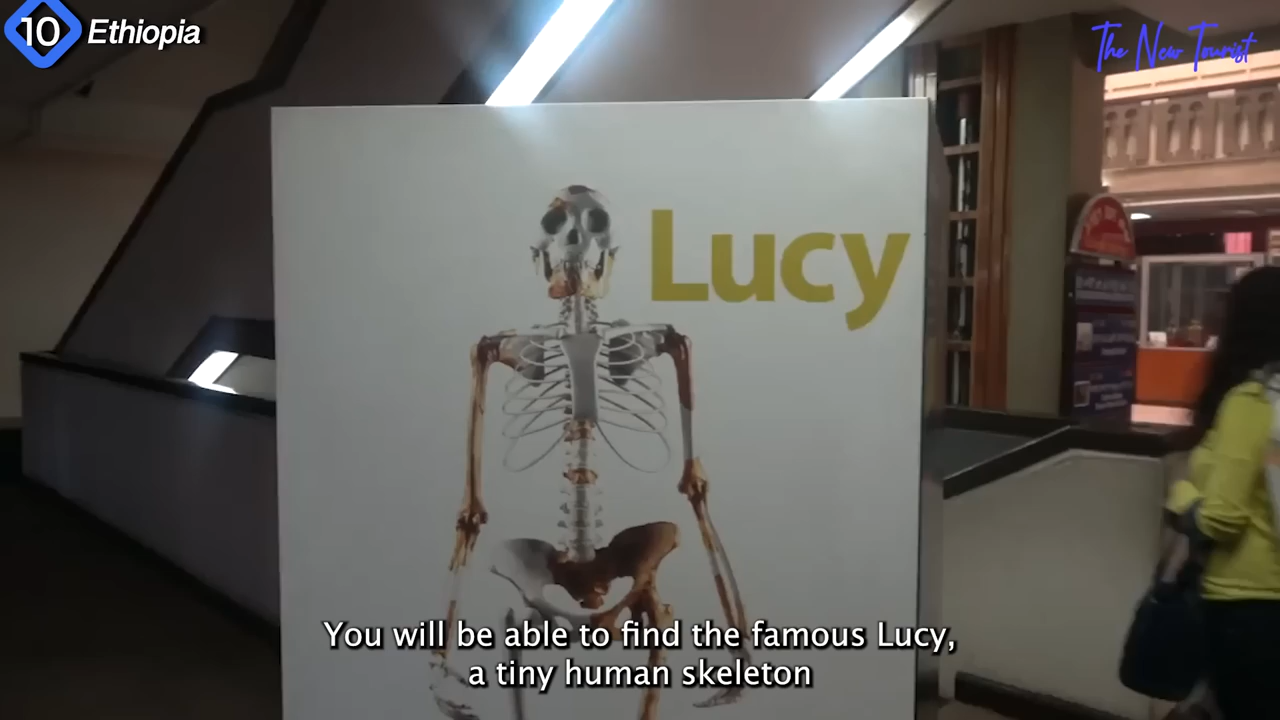 10 Ethiopia
The New Tourist
Lucy
You will be able to find the famous Lucy,
a tiny human skeleton